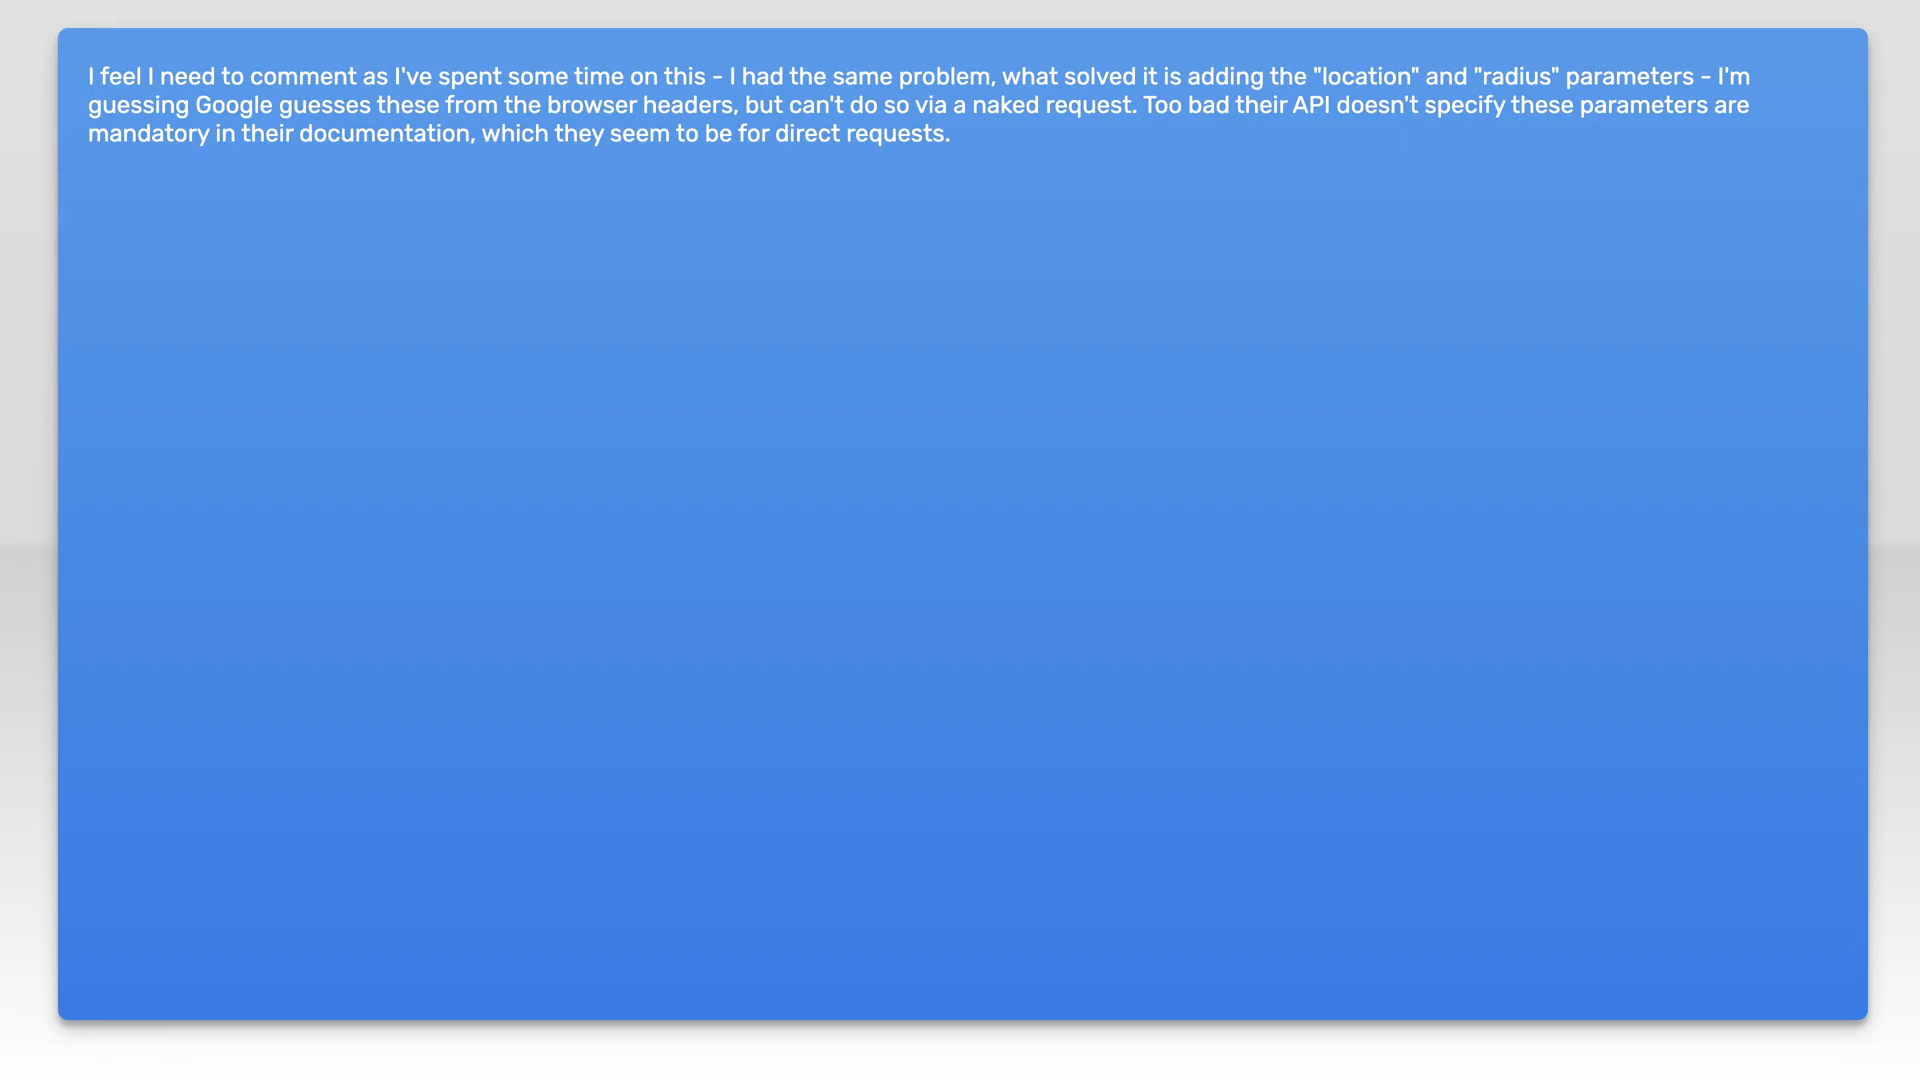 I feel I need to comment as I've spent some time on this - I had the same problem, what solved it is adding the "location" and "radius" parameters - I'm
guessing Google guesses these from the browser headers, but can't do so via a naked request. Too bad their API doesn't specify these parameters are
mandatory in their documentation, which they seem to be for direct requests.